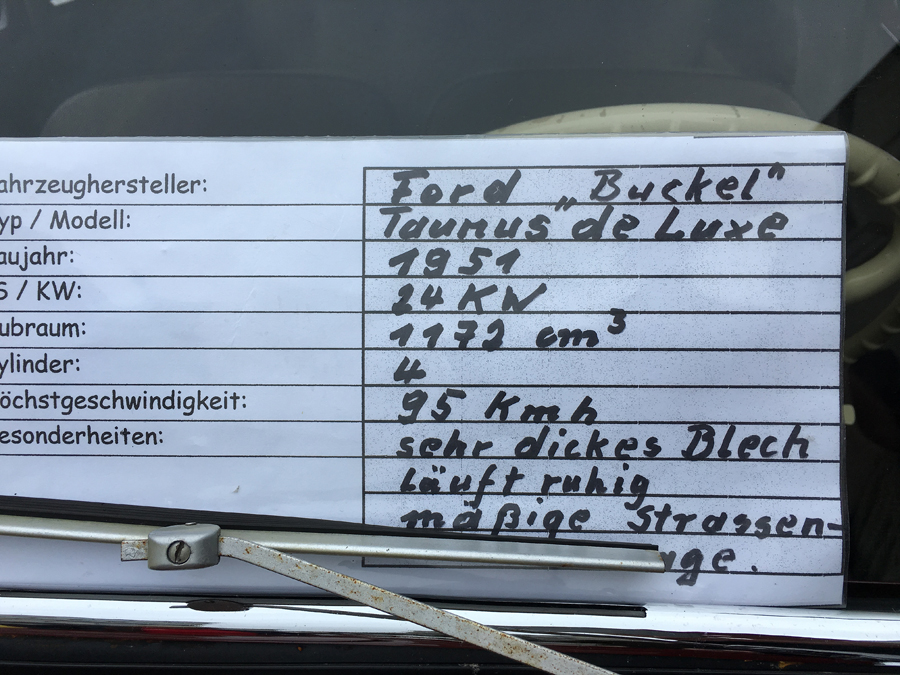 ahrzeughersteller: Ford „Buckel"
yp / Modell: Taunus" de Luxe
aujahr: 1951
S / KW: 24 KW
ubraum: 1172 cm³
ylinder: 4
öchstgeschwindigkeit: 95 Kmh
esonderheiten: sehr dickes Blech
läuft ruhig
mäßige Strassen-
age.